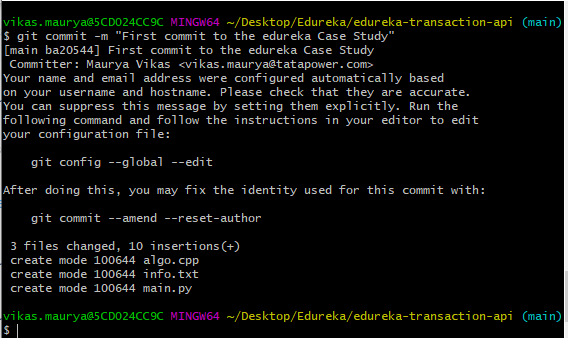 vikas.maurya@5CD024CC9C MINGW64 ~/Desktop/Edureka/edureka-transaction-api (main)
$ git commit -m "First commit to the edureka Case Study"
[main ba20544] First commit to the edureka Case Study
 Committer: Maurya Vikas <vikas.maurya@tatapower.com>
Your name and email address were configured automatically based
on your username and hostname. Please check that they are accurate.
You can suppress this message by setting them explicitly. Run the
following command and follow the instructions in your editor to edit
your configuration file:
    git config --global --edit
After doing this, you may fix the identity used for this commit with:
    git commit --amend --reset-author
 3 files changed, 10 insertions(+)
 create mode 100644 algo.cpp
 create mode 100644 info.txt
 create mode 100644 main.py
vikas.maurya@5CD024CC9C MINGW64 ~/Desktop/Edureka/edureka-transaction-api (main)
$